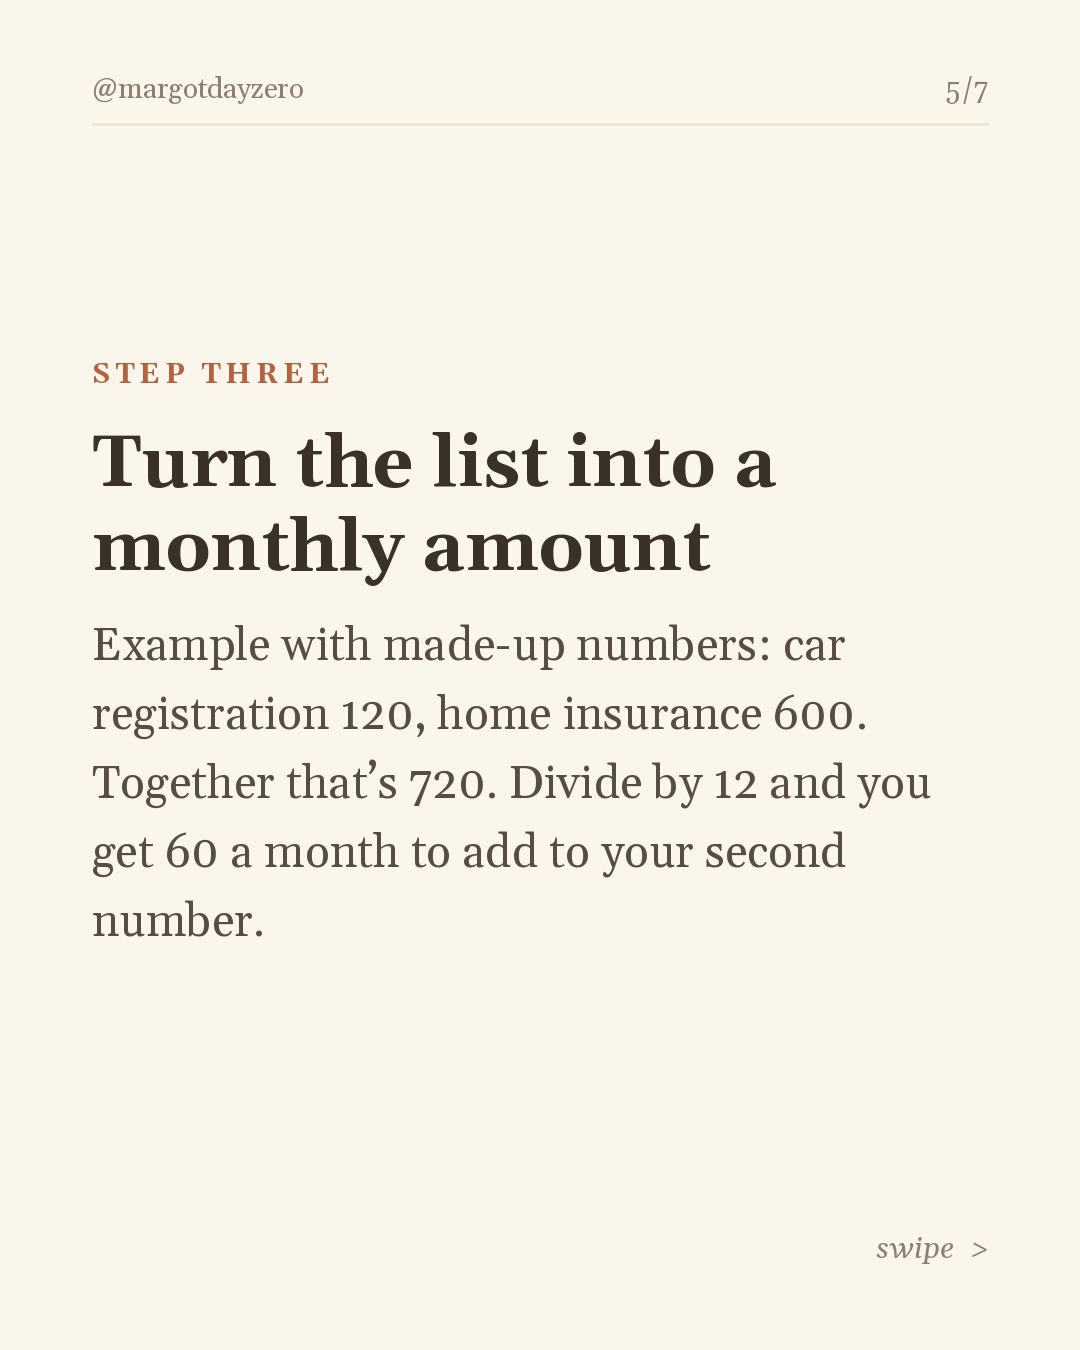 @margotdayzero
5/7
STEP THREE
Turn the list into a
monthly amount
Example with made-up numbers: car
registration 120, home insurance 600.
Together that’s 720. Divide by 12 and you
get 60 a month to add to your second
number.
swipe >